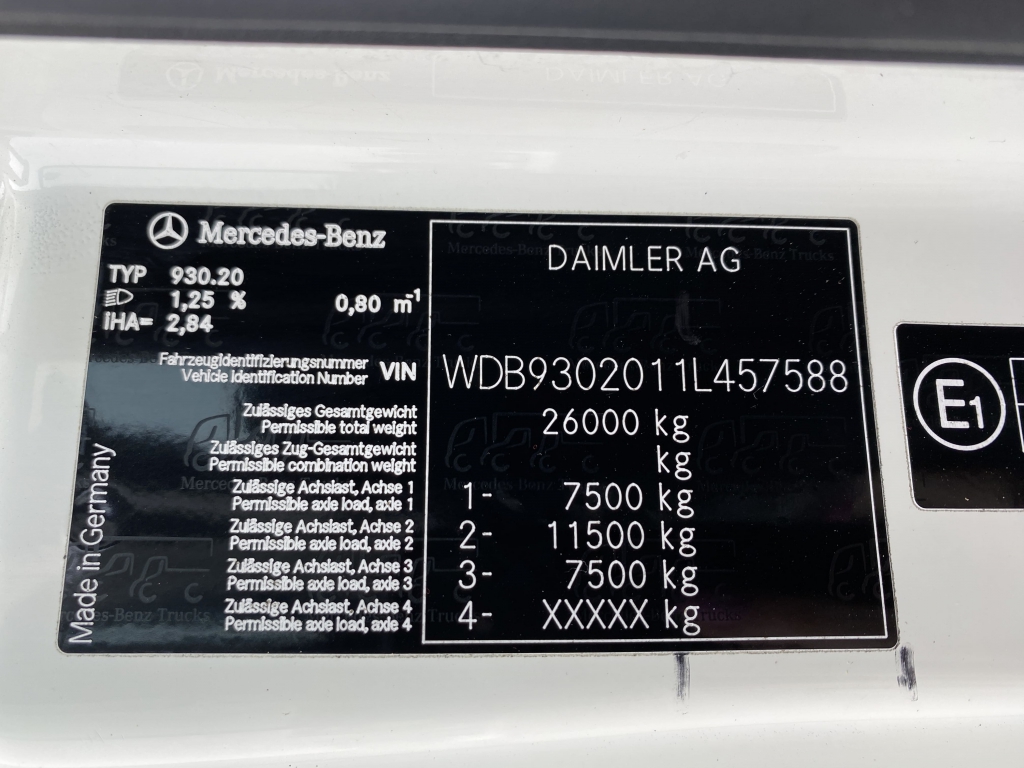 Mercedes-Benz
DAIMLER AG
TYP 930.20
1,25 % 0,80 m-1
iHA= 2,84
Fahrzeugidentifizierungsnummer
Vehicle Identification Number VIN WDB9302011L457588
Zulässiges Gesamtgewicht
Permissible total weight 26000 kg
Zulässiges Zug-Gesamtgewicht
Permissible combination weight kg
Zulässige Achslast, Achse 1
Permissible axle load, axle 1 1- 7500 kg
Zulässige Achslast, Achse 2
Permissible axle load, axle 2 2- 11500 kg
Zulässige Achslast, Achse 3
Permissible axle load, axle 3 3- 7500 kg
Zulässige Achslast, Achse 4
Permissible axle load, axle 4 4- XXXXX kg
Made in Germany
E1